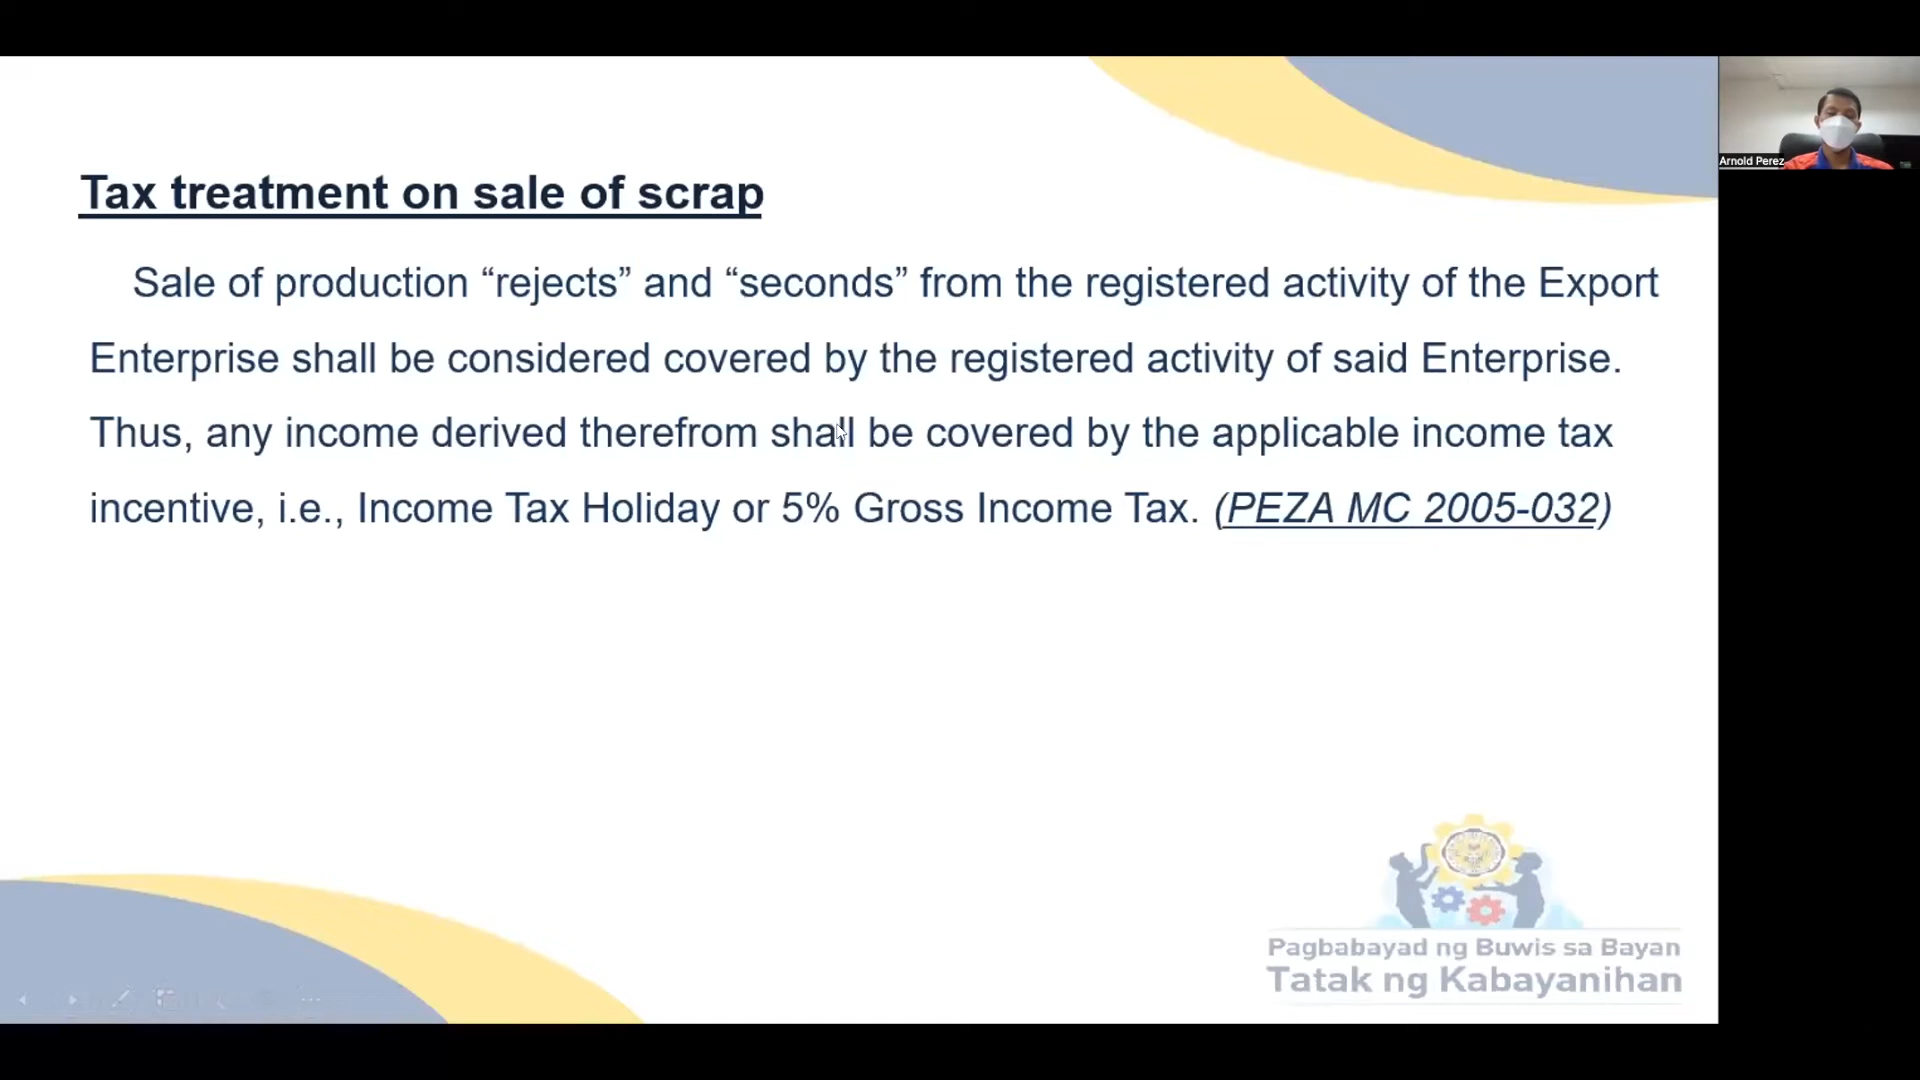 Tax treatment on sale of scrap
Sale of production “rejects” and “seconds” from the registered activity of the Export
Enterprise shall be considered covered by the registered activity of said Enterprise.
Thus, any income derived therefrom shall be covered by the applicable income tax
incentive, i.e., Income Tax Holiday or 5% Gross Income Tax. (PEZA MC 2005-032)
Arnold Perez
Pagbabayad ng Buwis sa Bayan
Tatak ng Kabayanihan